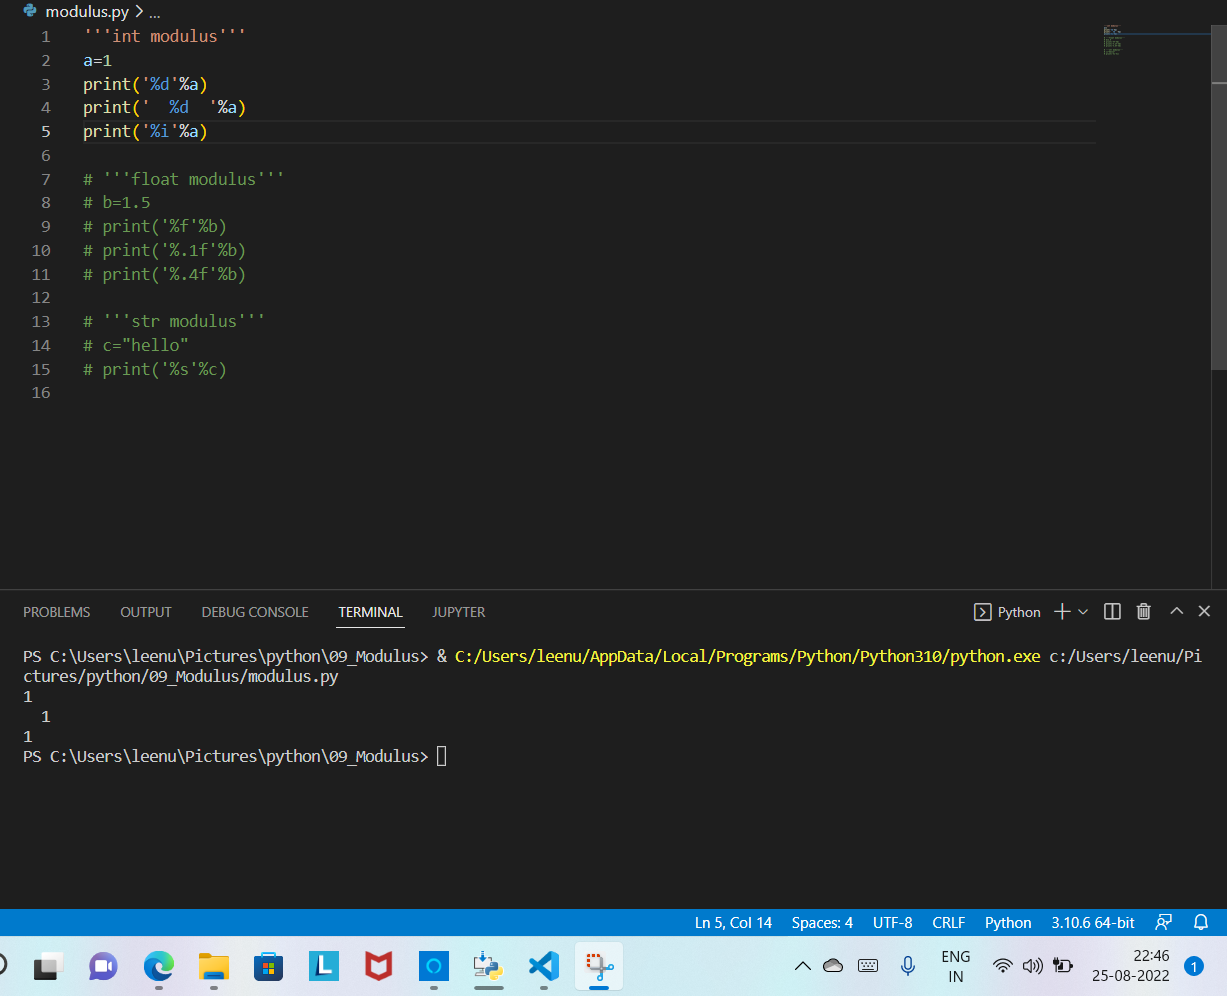 modulus.py > ...
1 '''int modulus'''
2 a=1
3 print('%d'%a)
4 print('  %d  '%a)
5 print('%i'%a)
6
7 # '''float modulus'''
8 # b=1.5
9 # print('%f'%b)
10 # print('%.1f'%b)
11 # print('%.4f'%b)
12
13 # '''str modulus'''
14 # c="hello"
15 # print('%s'%c)
16
PROBLEMS OUTPUT DEBUG CONSOLE TERMINAL JUPYTER Python
PS C:\Users\leenu\Pictures\python\09_Modulus> & C:/Users/leenu/AppData/Local/Programs/Python/Python310/python.exe c:/Users/leenu/Pi
ctures/python/09_Modulus/modulus.py
1
  1
1
PS C:\Users\leenu\Pictures\python\09_Modulus>
Ln 5, Col 14 Spaces: 4 UTF-8 CRLF Python 3.10.6 64-bit
L
ENG
IN
22:46
25-08-2022
1